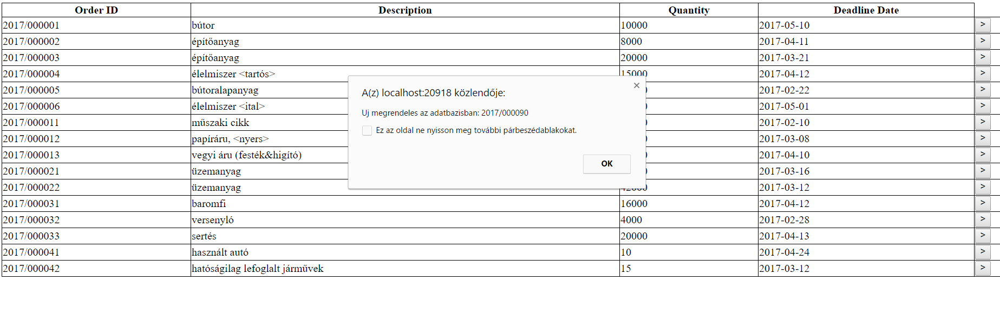 Order ID Description Quantity Deadline Date
2017/000001 bútor 10000 2017-05-10 >
2017/000002 építőanyag 8000 2017-04-11 >
2017/000003 építőanyag 20000 2017-03-21 >
2017/000004 élelmiszer <tartós> 15000 2017-04-12 >
2017/000005 bútoralapanyag 2017-02-22 >
2017/000006 élelmiszer <ital> 2017-05-01 >
2017/000011 műszaki cikk 2017-02-10 >
2017/000012 papíráru, <nyers> 2017-03-08 >
2017/000013 vegyi áru (festék&higító) 2017-04-10 >
2017/000021 üzemanyag 2017-03-16 >
2017/000022 üzemanyag 42000 2017-03-12 >
2017/000031 baromfi 16000 2017-04-12 >
2017/000032 versenyló 4000 2017-02-28 >
2017/000033 sertés 20000 2017-04-13 >
2017/000041 használt autó 10 2017-04-24 >
2017/000042 hatóságilag lefoglalt járművek 15 2017-03-12 >
A(z) localhost:20918 közlendője:
Uj megrendeles az adatbazisban: 2017/000090
Ez az oldal ne nyisson meg további párbeszédablakokat.
OK